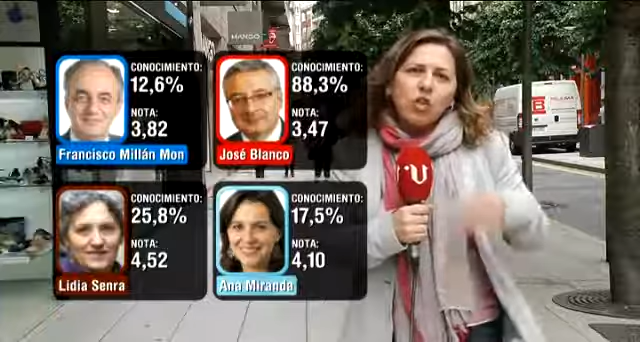 MANGO
CONOCIMIENTO:
12,6%
NOTA:
3,82
Francisco Millán Mon
CONOCIMIENTO:
88,3%
NOTA:
3,47
José Blanco
CONOCIMIENTO:
25,8%
NOTA:
4,52
Lidia Senra
CONOCIMIENTO:
17,5%
NOTA:
4,10
Ana Miranda